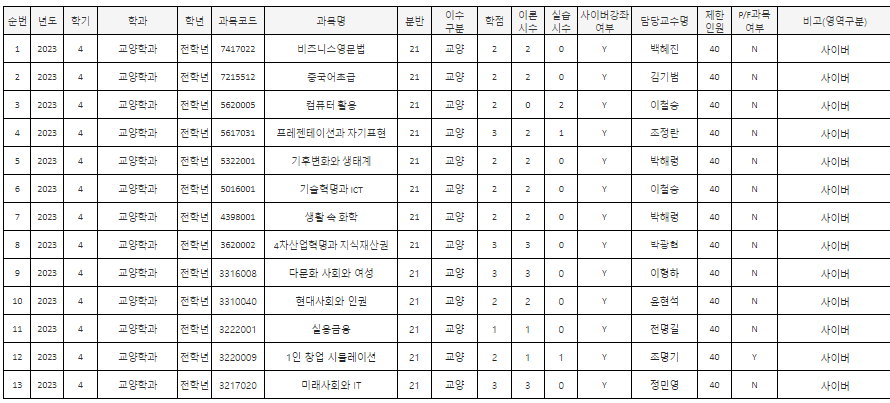 순번 년도 학기 학과 학년 과목코드 과목명 분반 이수구분 학점 이론시수 실습시수 사이버강좌여부 담당교수명 제한인원 P/F과목여부 비고(영역구분)
1 2023 4 교양학과 전학년 7417022 비즈니스영문법 21 교양 2 2 0 Y 백혜진 40 N 사이버
2 2023 4 교양학과 전학년 7215512 중국어초급 21 교양 2 2 0 Y 김기범 40 N 사이버
3 2023 4 교양학과 전학년 5620005 컴퓨터 활용 21 교양 2 0 2 Y 이철승 40 N 사이버
4 2023 4 교양학과 전학년 5617031 프레젠테이션과 자기표현 21 교양 3 2 1 Y 조정란 40 N 사이버
5 2023 4 교양학과 전학년 5322001 기후변화와 생태계 21 교양 2 2 0 Y 박해령 40 N 사이버
6 2023 4 교양학과 전학년 5016001 기술혁명과 ICT 21 교양 2 2 0 Y 이철승 40 N 사이버
7 2023 4 교양학과 전학년 4398001 생활 속 화학 21 교양 2 2 0 Y 박해령 40 N 사이버
8 2023 4 교양학과 전학년 3620002 4차산업혁명과 지식재산권 21 교양 3 3 0 Y 박광현 40 N 사이버
9 2023 4 교양학과 전학년 3316008 다문화 사회와 여성 21 교양 3 3 0 Y 이형하 40 N 사이버
10 2023 4 교양학과 전학년 3310040 현대사회와 인권 21 교양 2 2 0 Y 윤현석 40 N 사이버
11 2023 4 교양학과 전학년 3222001 실용금융 21 교양 1 1 0 Y 전명길 40 N 사이버
12 2023 4 교양학과 전학년 3220009 1인 창업 시뮬레이션 21 교양 2 1 1 Y 조명기 40 Y 사이버
13 2023 4 교양학과 전학년 3217020 미래사회와 IT 21 교양 3 3 0 Y 정민영 40 N 사이버